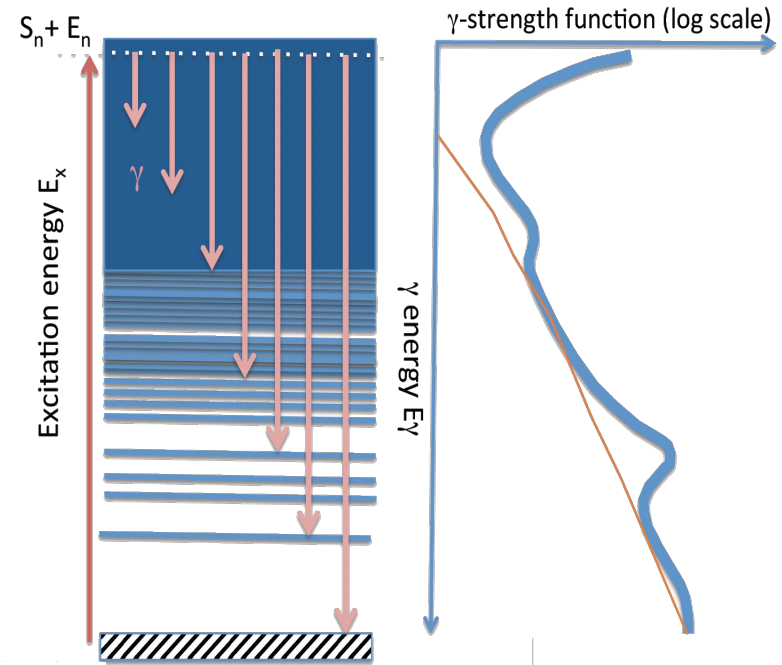 Sₙ+ Eₙ
γ-strength function (log scale)
γ
Excitation energy Eₓ
γ energy Eγ